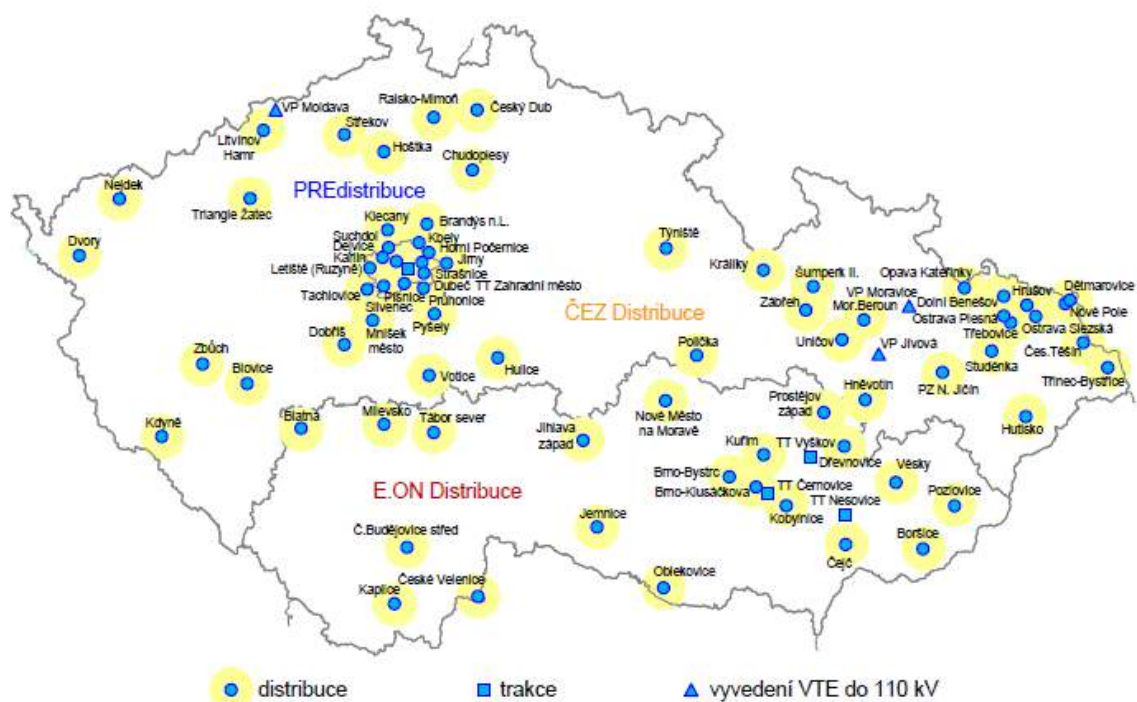 VP Moldava
Ralsko-Mimoň
Český Dub
Střekov
Litvínov
Hamr
Hoštka
Chudoplesy
Nejdek
PREdistribuce
Triangle Žatec
Klecany
Brandýs n.L.
Suchdol
Dejvice
Kbely
Karlín
Horní Počernice
Jirny
Letiště (Ruzyně)
Strašnice
Dubeč TT Zahradní město
Tachlovice
Písnice
Průhonice
Slivenec
Mníšek
město
Pyšely
Dobříš
Dvory
Týniště
Králíky
Šumperk II.
Opava Kateřinky
Dětmarovice
VP Moravice
Hrušov
Dolní Benešov
Zábřeh
Mor.Beroun
Nové Pole
Ostrava Plesná
Ostrava Slezská
Třebovice
ČEZ Distribuce
Uničov
VP Jívová
Studénka
Čes.Těšín
Třinec-Bystřice
PZ N. Jičín
Polička
Zbůch
Blovice
Votice
Hulice
Hněvotín
Prostějov
západ
Nové Město
na Moravě
Hutisko
Kdyně
Blatná
Milevsko
Tábor sever
Jihlava
západ
Kuřim
TT Vyškov
Dřevnovice
Brno-Bystrc
Vésky
Brno-Klusáčkova
TT Černovice
TT Nesovice
Pozlovice
E.ON Distribuce
Kobylnice
Jemnice
Č.Budějovice střed
Čejč
Boršice
Oblekovice
České Velenice
Kaplice
distribuce
trakce
vyvedení VTE do 110 kV